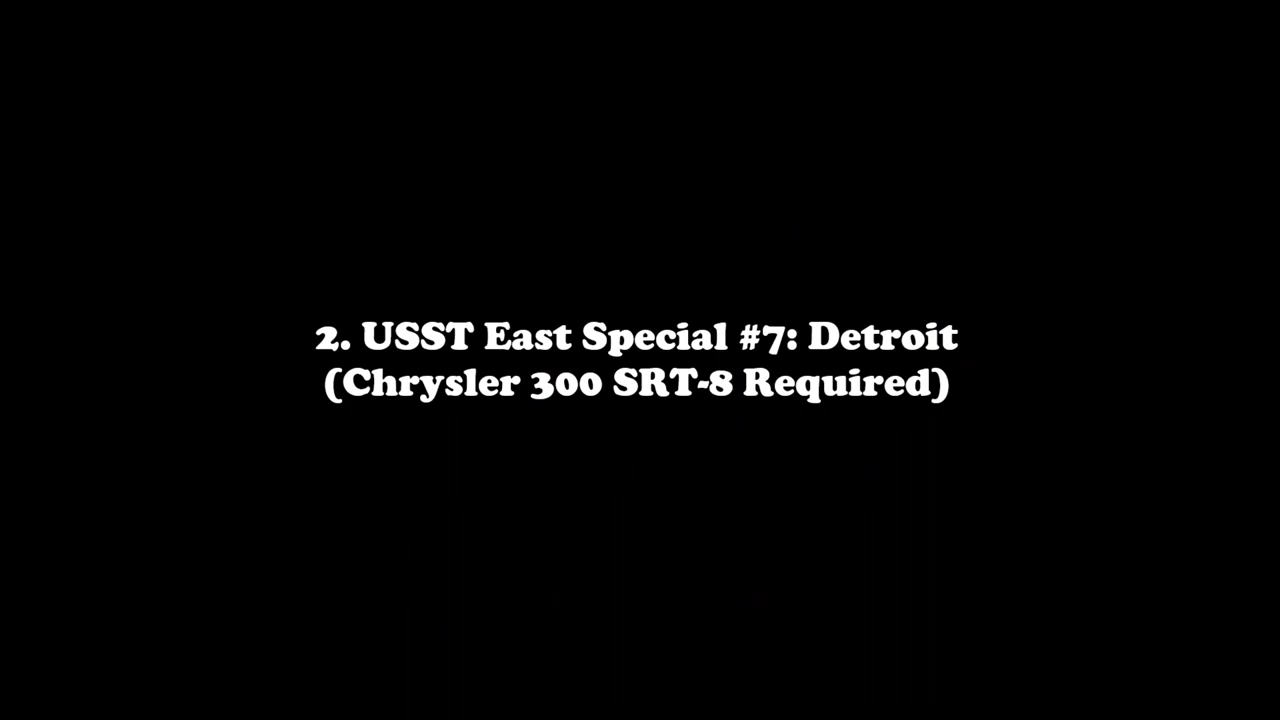 2. USST East Special #7: Detroit
(Chrysler 300 SRT-8 Required)